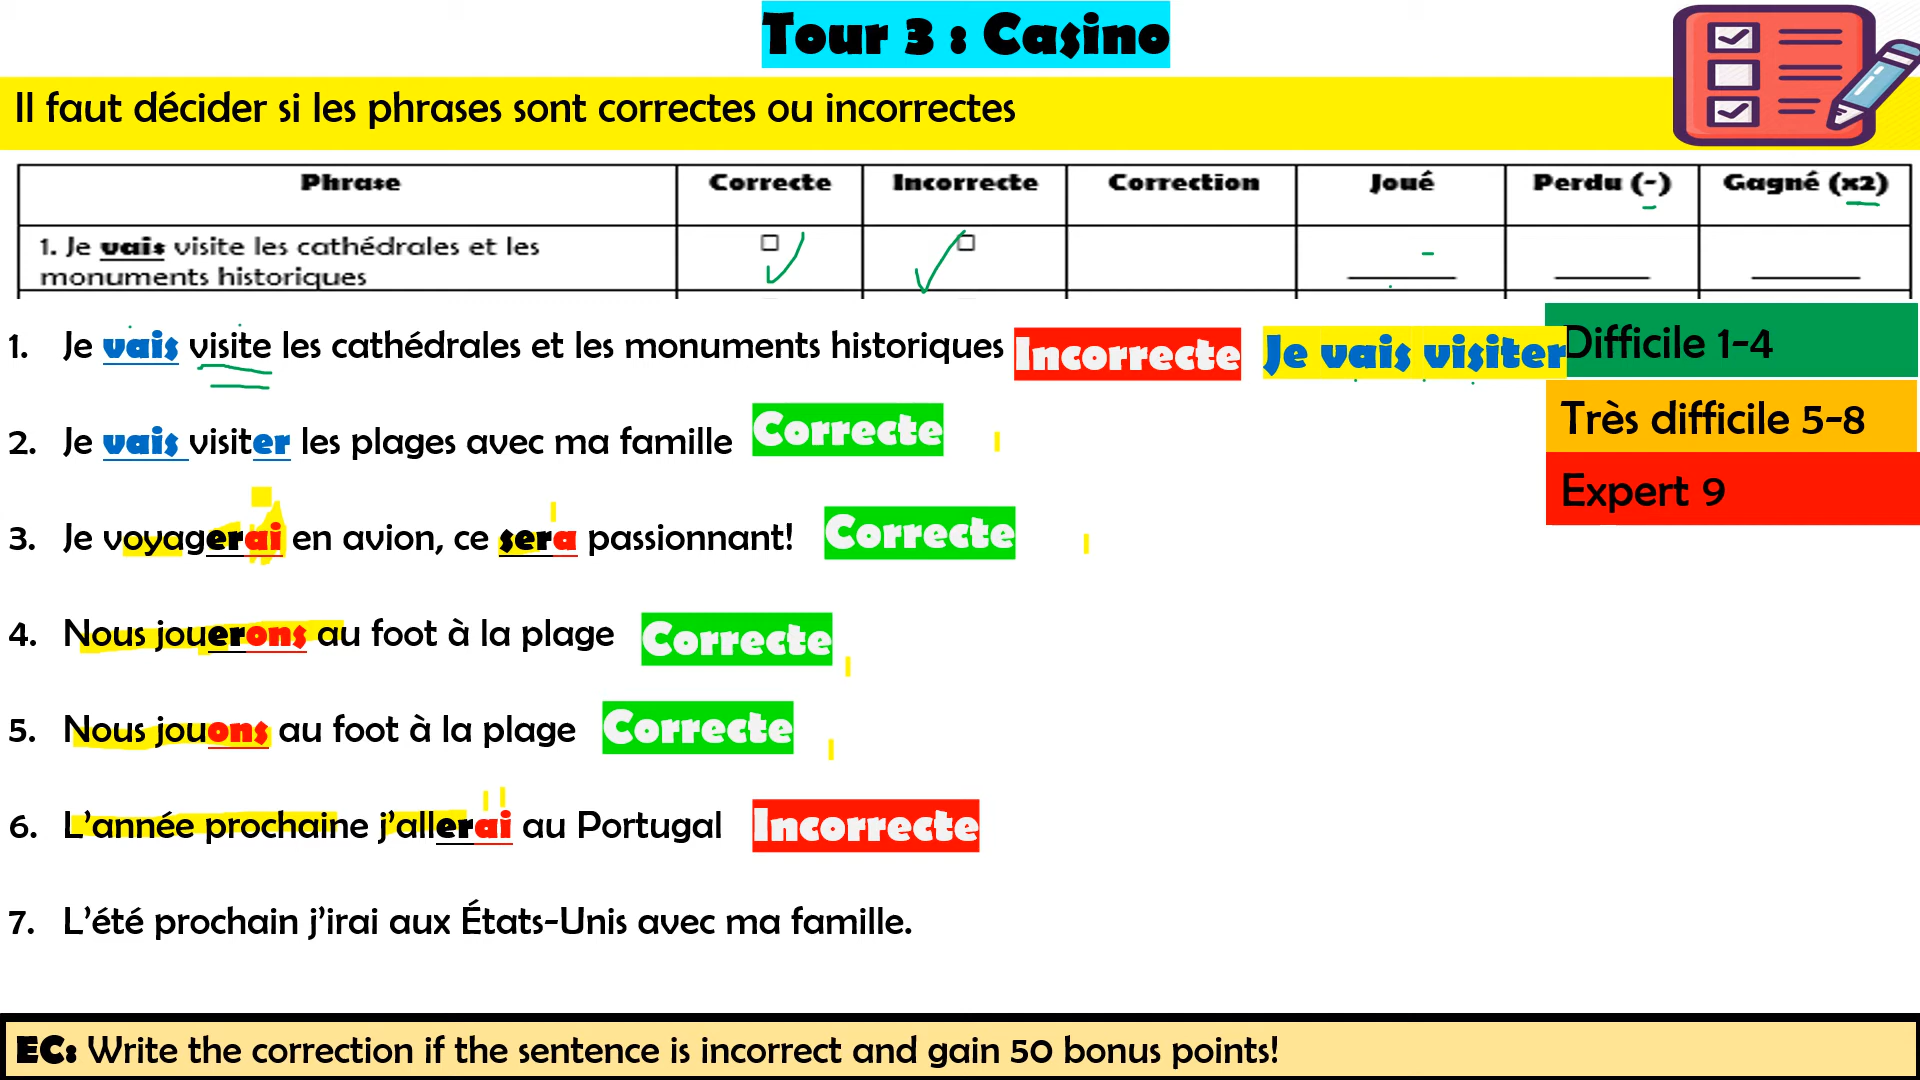 Tour 3 : Casino
Il faut décider si les phrases sont correctes ou incorrectes
Phrase Correcte Incorrecte Correction Joué Perdu (-) Gagné (x2)
1. Je vais visite les cathédrales et les
monuments historiques
1. Je vais visite les cathédrales et les monuments historiques Incorrecte Je vais visiter
Difficile 1-4
2. Je vais visiter les plages avec ma famille Correcte
Très difficile 5-8
Expert 9
3. Je voyagerai en avion, ce sera passionnant! Correcte
4. Nous jouerons au foot à la plage Correcte
5. Nous jouons au foot à la plage Correcte
6. L'année prochaine j'allerai au Portugal Incorrecte
7. L'été prochain j'irai aux États-Unis avec ma famille.
EC: Write the correction if the sentence is incorrect and gain 50 bonus points!